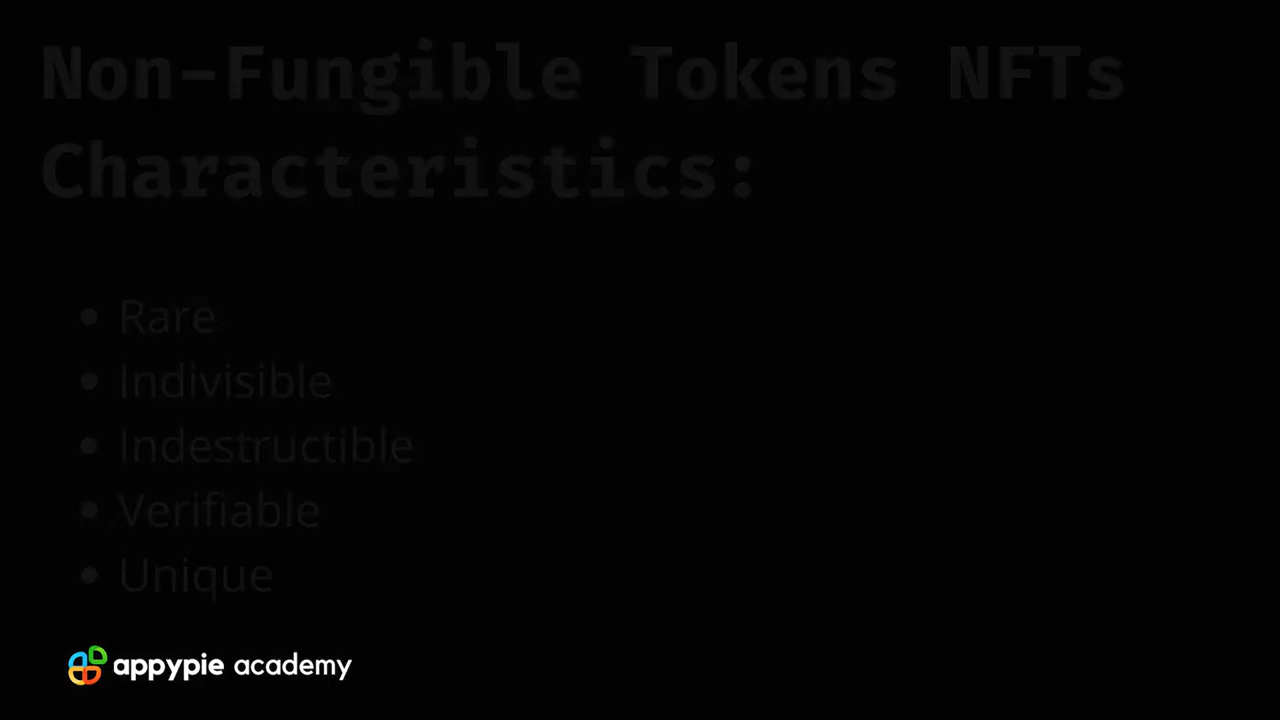 Non-Fungible Tokens NFTs
Characteristics:
• Rare
• Indivisible
• Indestructible
• Verifiable
• Unique
appypie academy